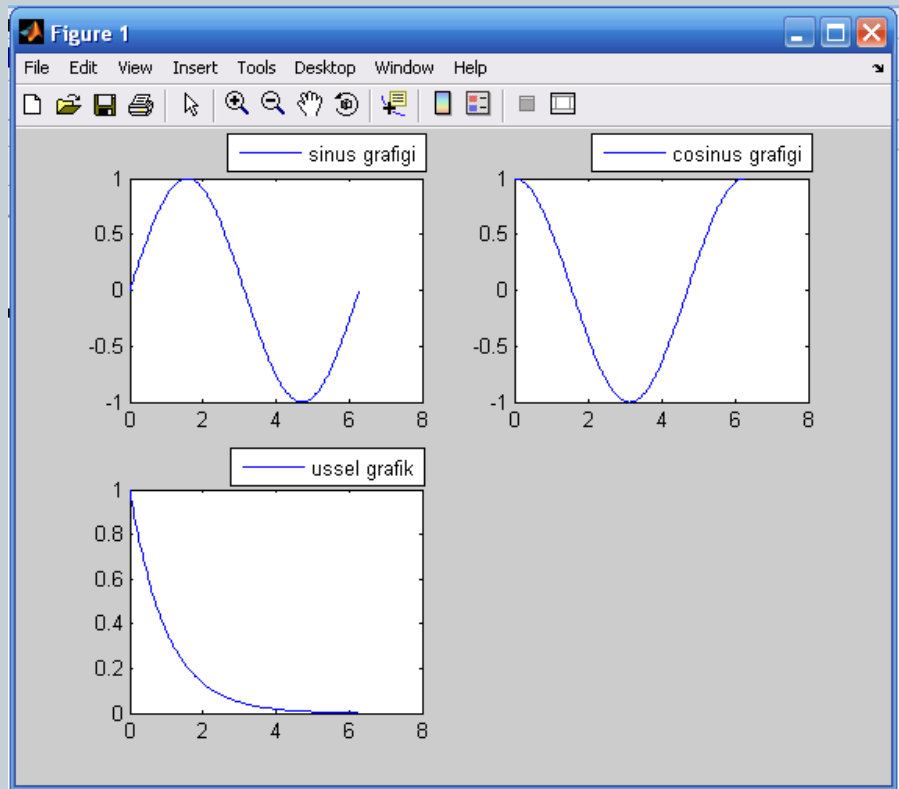 Figure 1
File Edit View Insert Tools Desktop Window Help
sinus grafigi
1
0.5
0
-0.5
-1
0 2 4 6 8
cosinus grafigi
1
0.5
0
-0.5
-1
0 2 4 6 8
ussel grafik
1
0.8
0.6
0.4
0.2
0
0 2 4 6 8